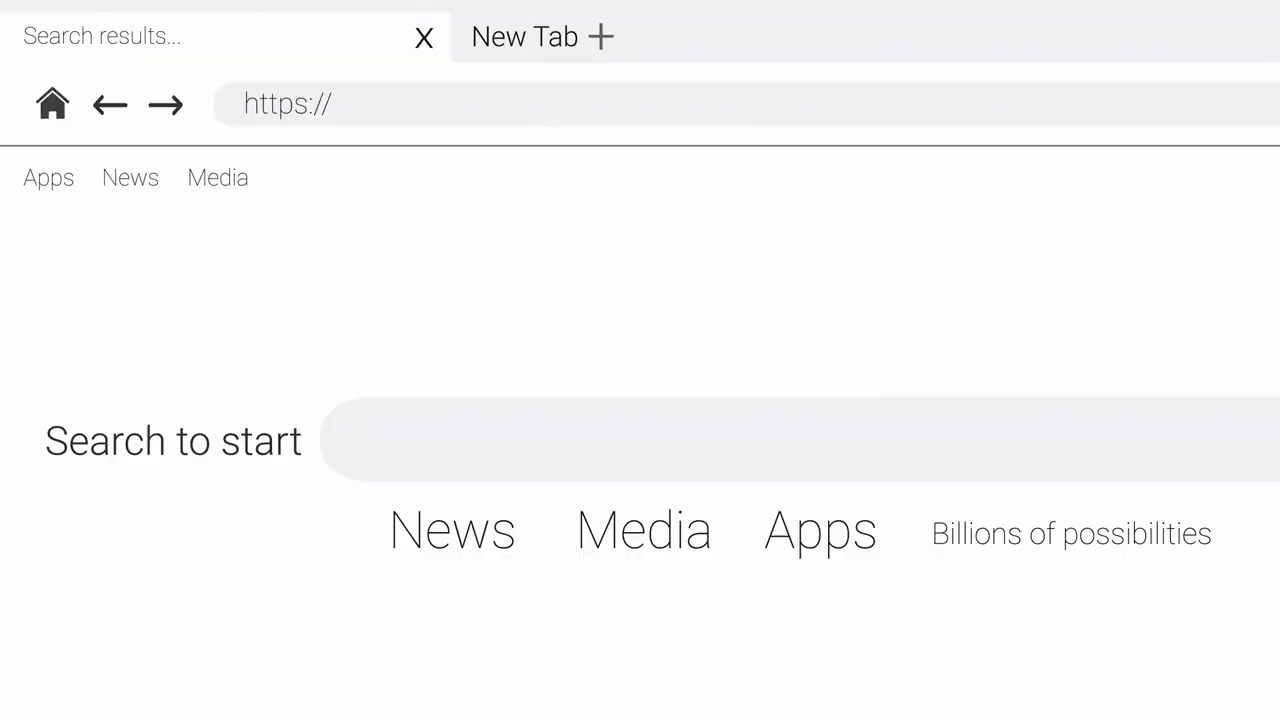 Search results... X New Tab +
https://
Apps News Media
Search to start
News Media Apps Billions of possibilities